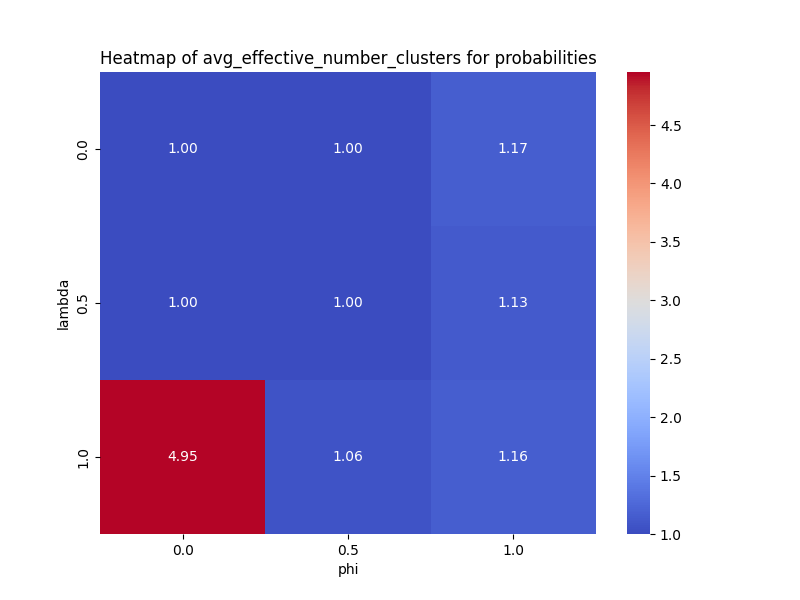 Heatmap of avg_effective_number_clusters for probabilities
0.0 1.00 1.00 1.17
0.5 1.00 1.00 1.13
1.0 4.95 1.06 1.16
lambda
0.0 0.5 1.0
phi
4.5
4.0
3.5
3.0
2.5
2.0
1.5
1.0